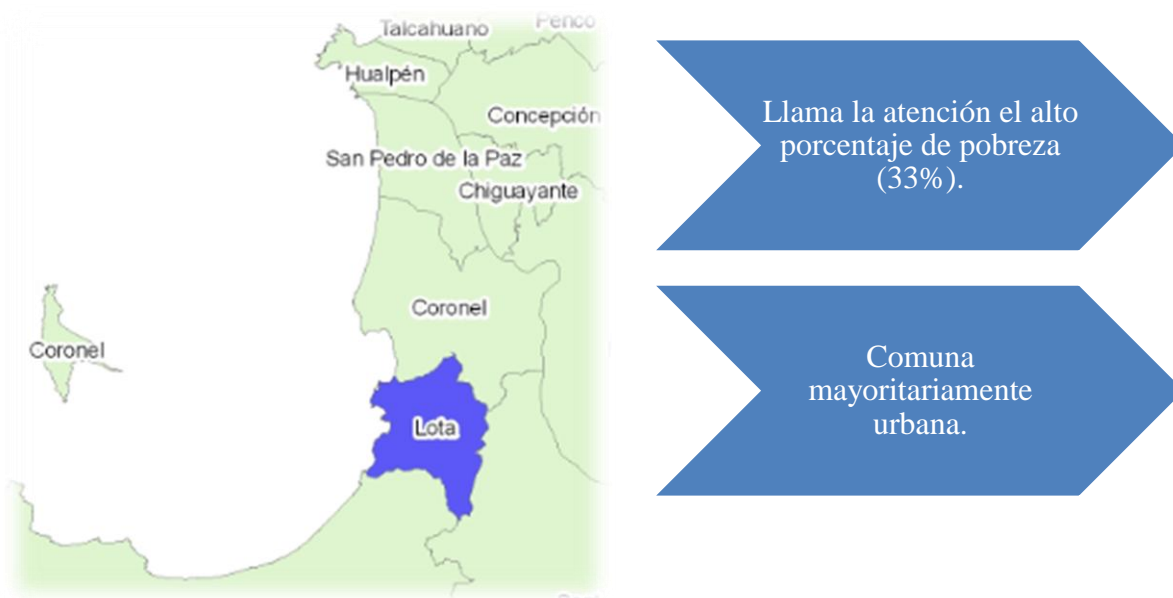 Talcahuano
Penco
Hualpén
Concepción
San Pedro de la Paz
Chiguayante
Coronel
Coronel
Lota
Llama la atención el alto
porcentaje de pobreza
(33%).
Comuna
mayoritariamente
urbana.